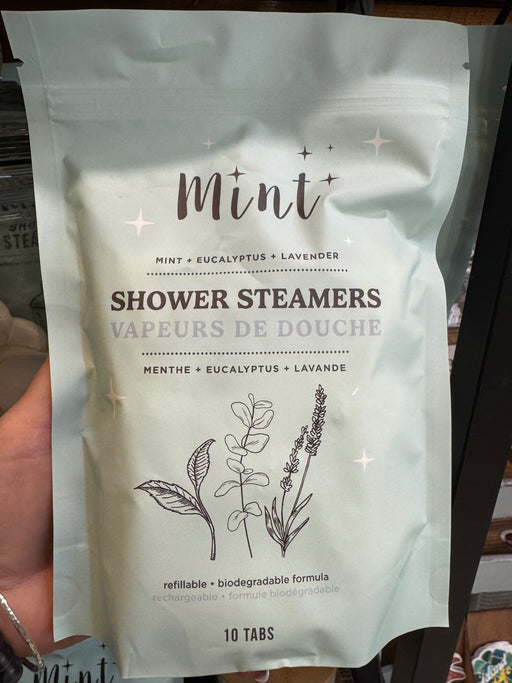 Mint
MINT + EUCALYPTUS + LAVENDER
SHOWER STEAMERS
VAPEURS DE DOUCHE
MENTHE + EUCALYPTUS + LAVANDE
refillable • biodegradable formula
rechargeable • formule biodégradable
10 TABS
Mint